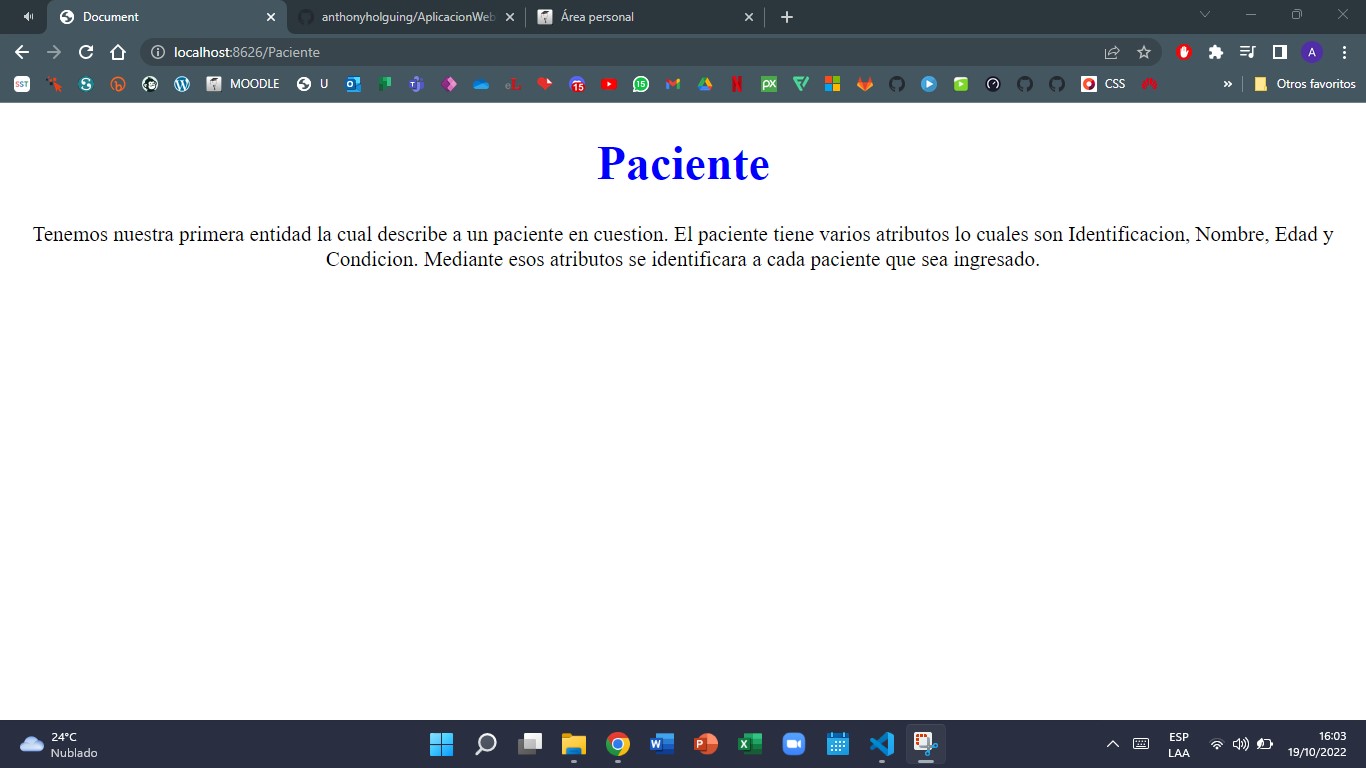 Document
anthonyholguing/AplicacionWeb
Área personal
localhost:8626/Paciente
A
SST
MOODLE
U
15
15
px
CSS
»
Otros favoritos
Paciente
Tenemos nuestra primera entidad la cual describe a un paciente en cuestion. El paciente tiene varios atributos lo cuales son Identificacion, Nombre, Edad y
Condicion. Mediante esos atributos se identificara a cada paciente que sea ingresado.
24°C
Nublado
ESP
LAA
16:03
19/10/2022